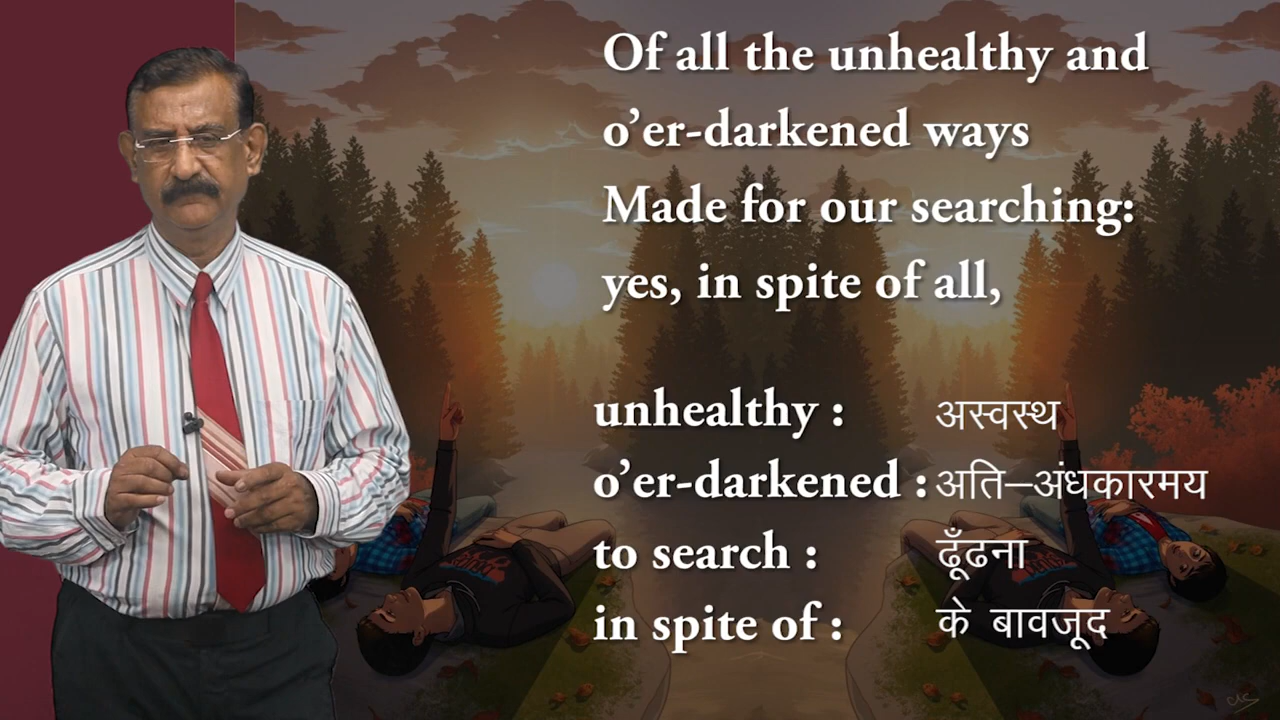 Of all the unhealthy and
o’er-darkened ways
Made for our searching:
yes, in spite of all,
unhealthy : अस्वस्थ
o’er-darkened : अति–अंधकारमय
to search : ढूँढना
in spite of : के बावजूद